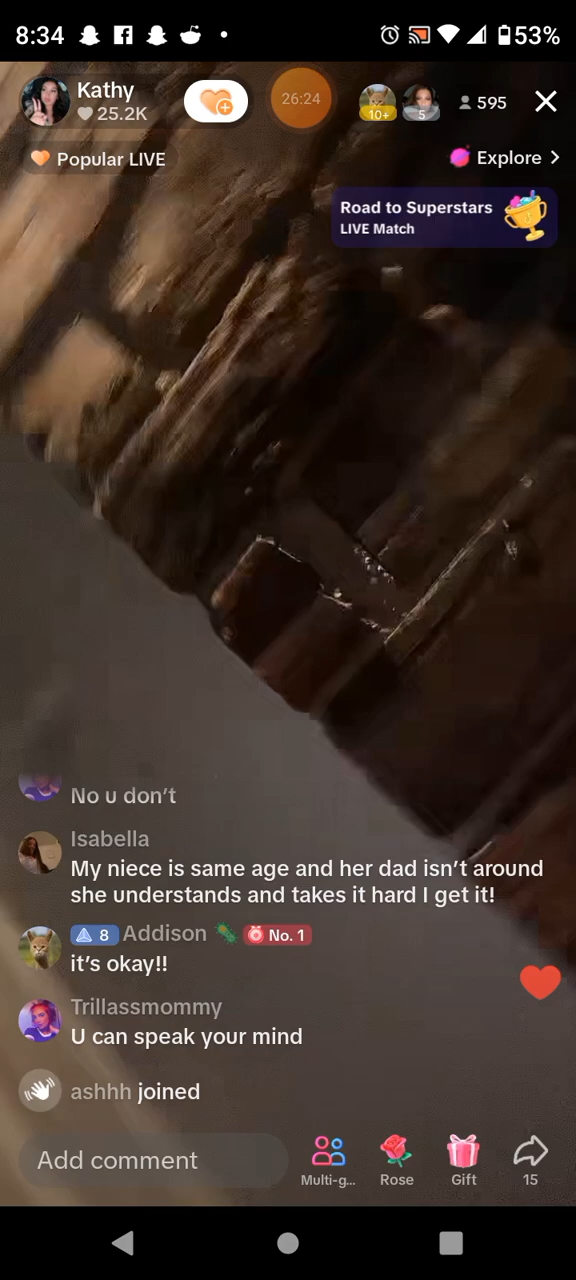 8:34
53%
Kathy
25.2K
26:24
10+
5
595
Popular LIVE
Explore
Road to Superstars
LIVE Match
No u don't
Isabella
My niece is same age and her dad isn't around
she understands and takes it hard I get it!
8 Addison No. 1
it's okay!!
Trillassmommy
U can speak your mind
ashhh joined
Add comment
Multi-g...
Rose
Gift
15